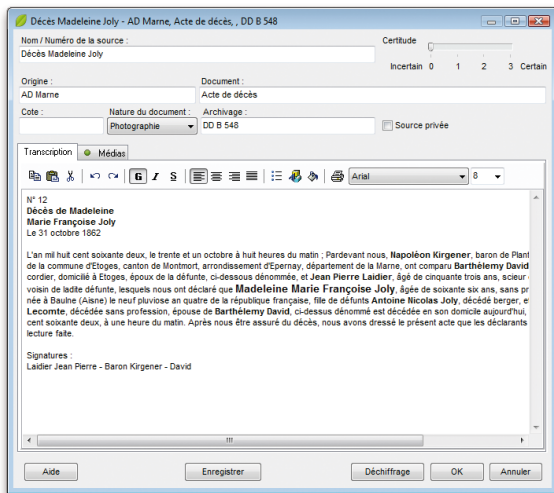 Décès Madeleine Joly - AD Marne, Acte de décès, , DD B 548
Nom / Numéro de la source :
Certitude
Décès Madeleine Joly
Incertain 0 1 2 3 Certain
Origine :
Document :
AD Marne
Acte de décès
Cote :
Nature du document :
Archivage :
Photographie
DD B 548
Source privée
Transcription
Médias
G I S
Arial
8
N° 12
Décès de Madeleine
Marie Françoise Joly
Le 31 octobre 1862
L'an mil huit cent soixante deux, le trente et un octobre à huit heures du matin ; Pardevant nous, Napoléon Kirgener, baron de Plant
de la commune d'Etoges, canton de Montmort, arrondissement d'Epernay, département de la Marne, ont comparu Barthélemy David
cordier, domicilié à Etoges, époux de la défunte, ci-dessous dénommée, et Jean Pierre Laidier, âgé de cinquante trois ans, scieur
voisin de ladite défunte, lesquels nous ont déclaré que Madeleine Marie Françoise Joly, âgée de soixante six ans, sans pr
née à Baulne (Aisne) le neuf pluviose an quatre de la république française, fille de défunts Antoine Nicolas Joly, décédé berger, et
Lecomte, décédée sans profession, épouse de Barthélemy David, ci-dessus dénommé est décédée en son domicile aujourd'hui,
cent soixante deux, à une heure du matin. Après nous être assuré du décès, nous avons dressé le présent acte que les déclarants
lecture faite.
Signatures :
Laidier Jean Pierre - Baron Kirgener - David
Aide
Enregistrer
Déchiffrage
OK
Annuler